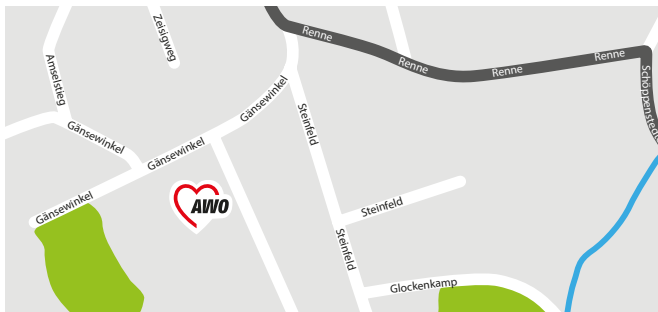 Zeisigweg
Renne
Renne
Renne
Renne
Amselstieg
Gänsewinkel
Gänsewinkel
Gänsewinkel
Gänsewinkel
Steinfeld
AWO
Steinfeld
Steinfeld
Glockenkamp